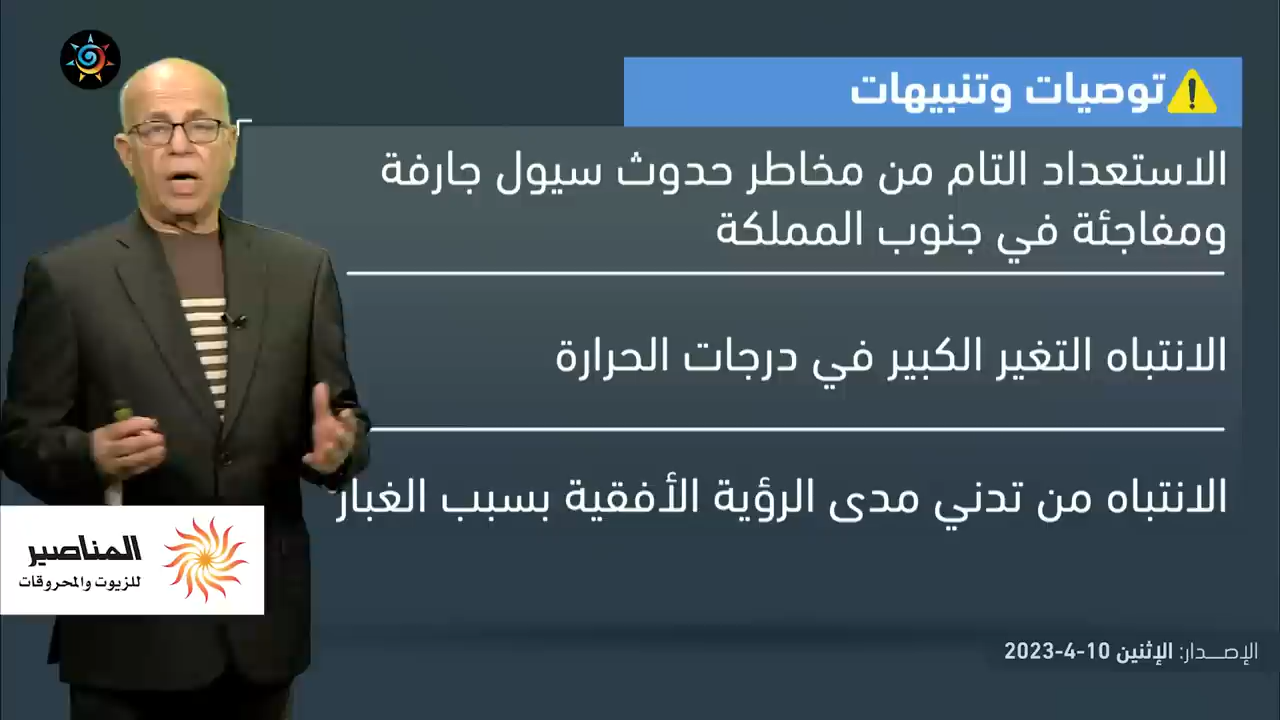 توصيات وتنبيهات
الاستعداد التام من مخاطر حدوث سيول جارفة
ومفاجئة في جنوب المملكة
الانتباه التغير الكبير في درجات الحرارة
الانتباه من تدني مدى الرؤية الأفقية بسبب الغبار
المناصير
للزيوت والمحروقات
الإصـــدار: الإثنين 10-4-2023